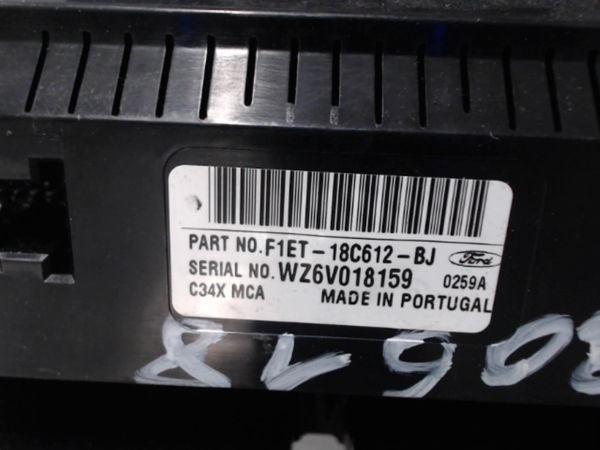 PART NO. F1ET-18C612-BJ Ford
SERIAL NO. WZ6V018159 0259A
C34X MCA MADE IN PORTUGAL